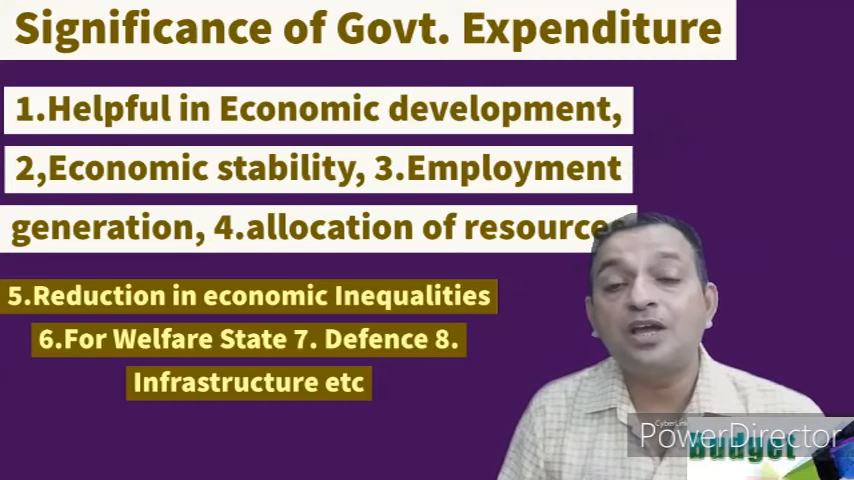 Significance of Govt. Expenditure
1.Helpful in Economic development,
2,Economic stability, 3.Employment
generation, 4.allocation of resources
5.Reduction in economic Inequalities
6.For Welfare State 7. Defence 8.
Infrastructure etc
PowerDirector
Budget